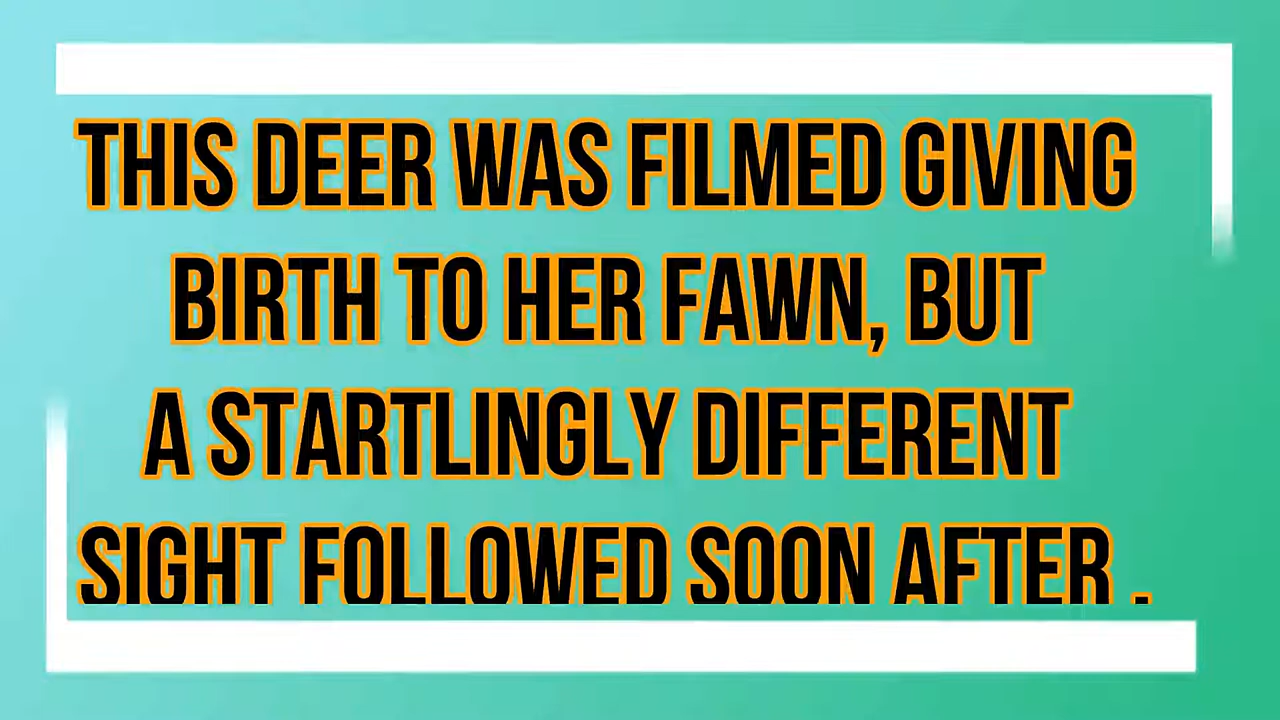 THIS DEER WAS FILMED GIVING
BIRTH TO HER FAWN, BUT
A STARTLINGLY DIFFERENT
SIGHT FOLLOWED SOON AFTER .